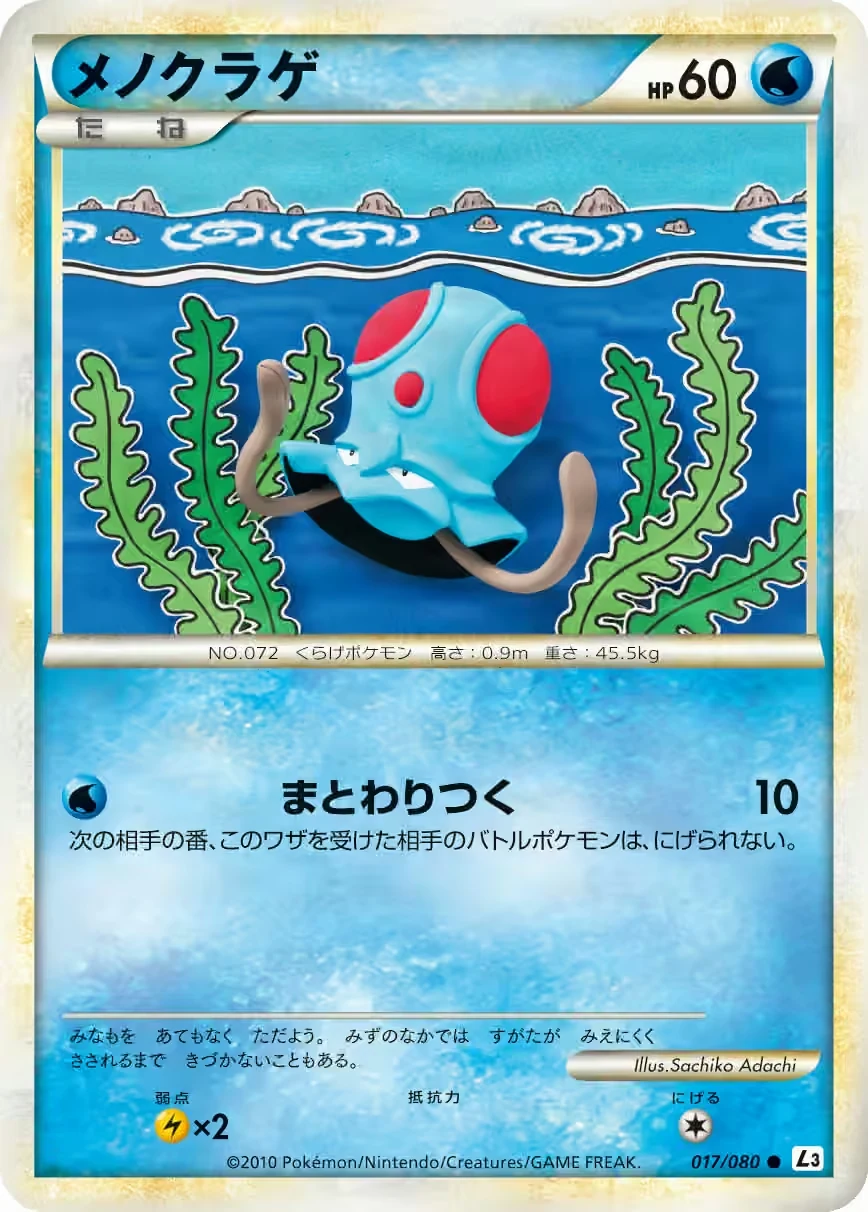 メノクラゲ
HP60
たね
NO.072 くらげポケモン 高さ:0.9m 重さ:45.5kg
まとわりつく 10
次の相手の番、このワザを受けた相手のバトルポケモンは、にげられない。
みなもを あてもなく ただよう。 みずのなかでは すがたが みえにくく
さされるまで きづかないこともある。
Illus.Sachiko Adachi
弱点 抵抗力 にげる
×2
©2010 Pokémon/Nintendo/Creatures/GAME FREAK.
017/080 ● L3